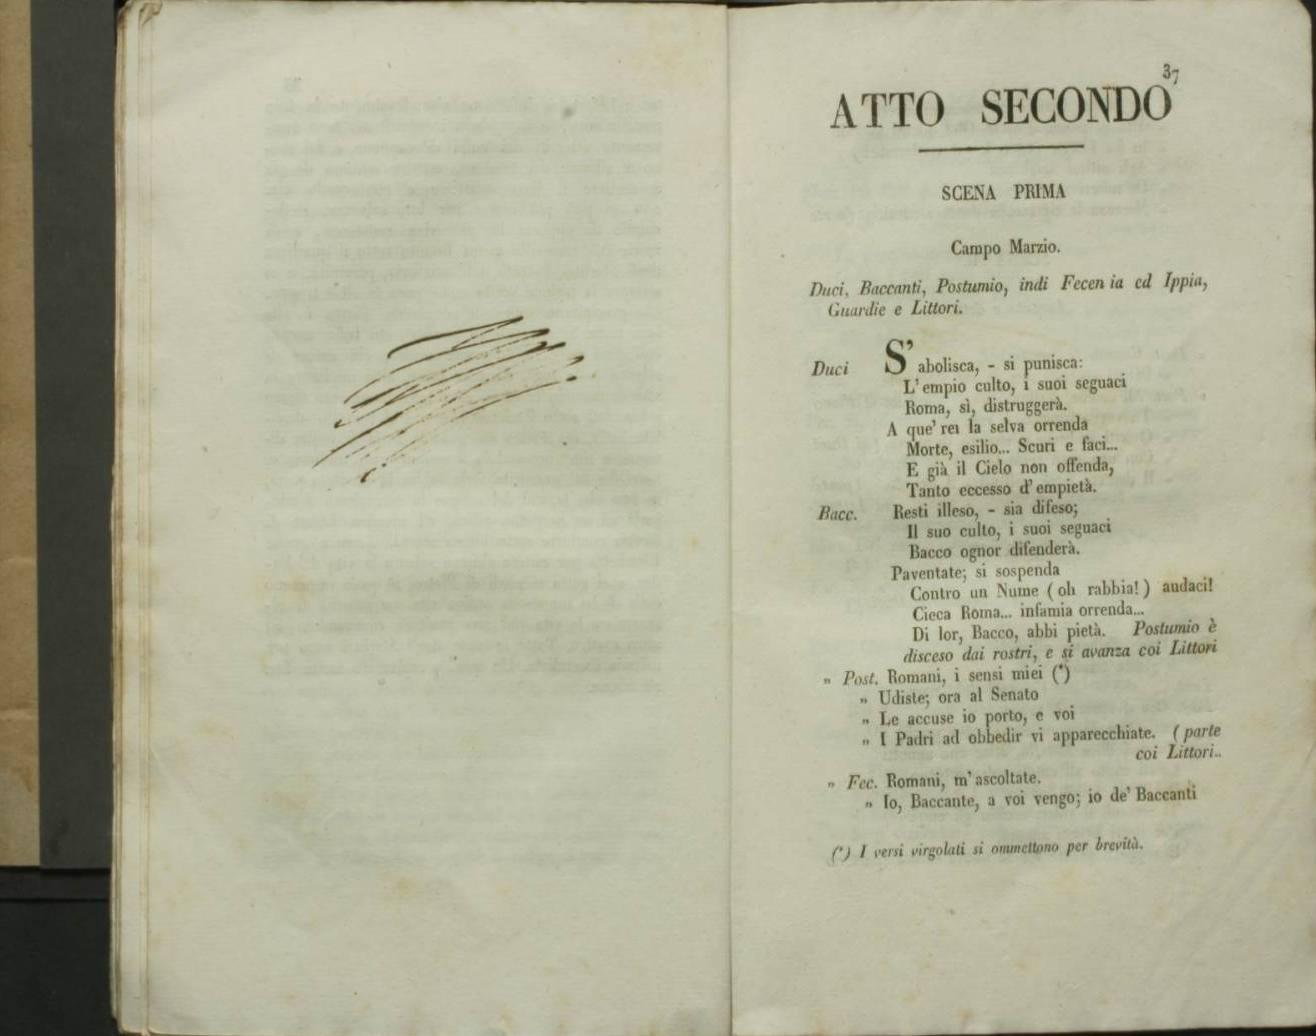 37
ATTO SECONDO
SCENA PRIMA
Campo Marzio.
Duci, Baccanti, Postumio, indi Fecenia ed Ippia,
Guardie e Littori.
Duci S' abolisca, - si punisca:
L'empio culto, i suoi seguaci
Roma, sì, distruggerà.
A que' rei la selva orrenda
Morte, esilio... Scuri e faci...
E già il Cielo non offenda,
Tanto eccesso d'empietà.
Bacc. Resti illeso, - sia difeso;
Il suo culto, i suoi seguaci
Bacco ognor difenderà.
Paventate; si sospenda
Contro un Nume (oh rabbia!) audaci!
Cieca Roma... infamia orrenda...
Di lor, Bacco, abbi pietà. Postumio è
disceso dai rostri, e si avanza coi Littori
„ Post. Romani, i sensi miei (*)
„ Udiste; ora al Senato
„ Le accuse io porto, e voi
„ I Padri ad obbedir vi apparecchiate. (parte
coi Littori..
„ Fec. Romani, m'ascoltate.
„ Io, Baccante, a voi vengo; io de' Baccanti
(*) I versi virgolati si ommettono per brevità.